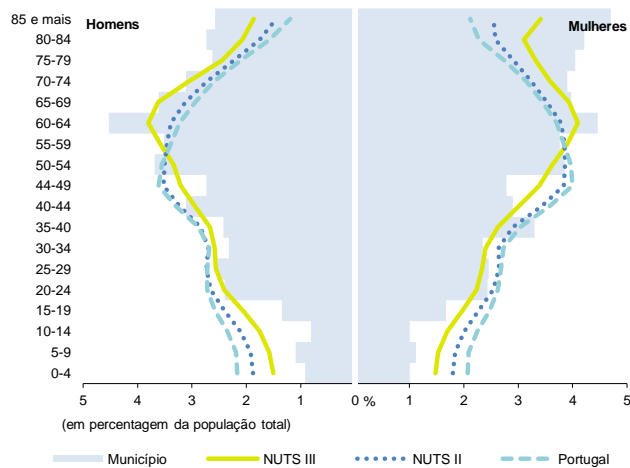 Homens
Mulheres
85 e mais
80-84
75-79
70-74
65-69
60-64
55-59
50-54
44-49
40-44
35-40
30-34
25-29
20-24
15-19
10-14
5-9
0-4
5 4 3 2 1 0 % 1 2 3 4 5
(em percentagem da população total)
Município NUTS III NUTS II Portugal